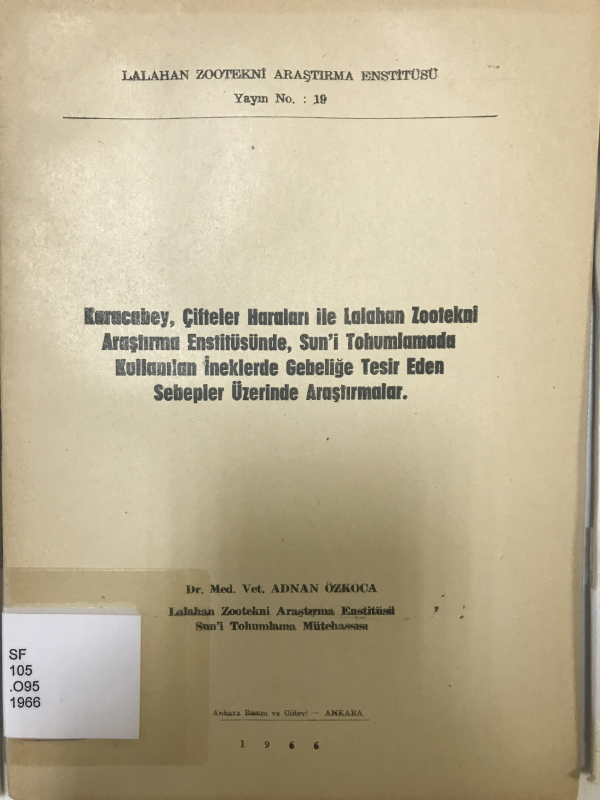 LALAHAN ZOOTEKNİ ARAŞTIRMA ENSTİTÜSÜ
Yayın No. : 19
Karacabey, Çifteler Haraları ile Lalahan Zootekni
Araştırma Enstitüsünde, Sun'i Tohumlamada
Kullanılan İneklerde Gebeliğe Tesir Eden
Sebepler Üzerinde Araştırmalar.
Dr. Med. Vet. ADNAN ÖZKOCA
Lalahan Zootekni Araştırma Enstitüsü
Sun'i Tohumlama Mütehassısı
SF
105
.O95
1966
Ankara Basım ve Ciltevi — ANKARA
1 9 6 6